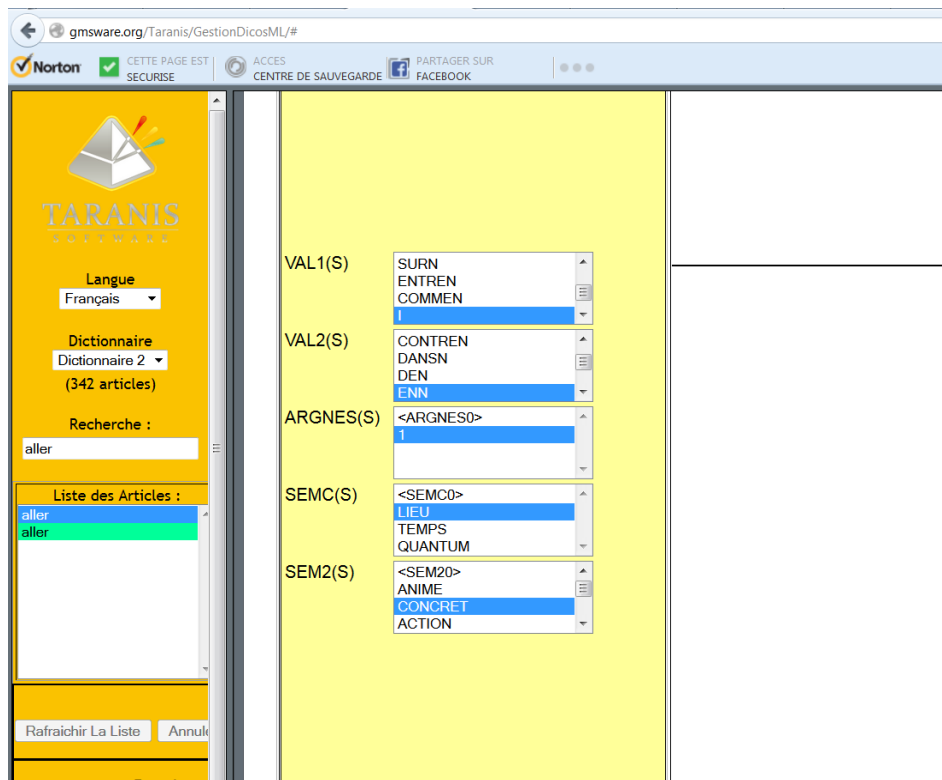 gmsware.org/Taranis/GestionDicosML/#
Norton
CETTE PAGE EST
SECURISE
ACCES
CENTRE DE SAUVEGARDE
PARTAGER SUR
FACEBOOK
TARANIS
SOFTWARE
Langue
Français
Dictionnaire
Dictionnaire 2
(342 articles)
Recherche :
aller
Liste des Articles :
aller
aller
Rafraichir La Liste
Annule
VAL1(S)
SURN
ENTREN
COMMEN
I
VAL2(S)
CONTREN
DANSN
DEN
ENN
ARGNES(S)
<ARGNES0>
1
SEMC(S)
<SEMC0>
LIEU
TEMPS
QUANTUM
SEM2(S)
<SEM20>
ANIME
CONCRET
ACTION